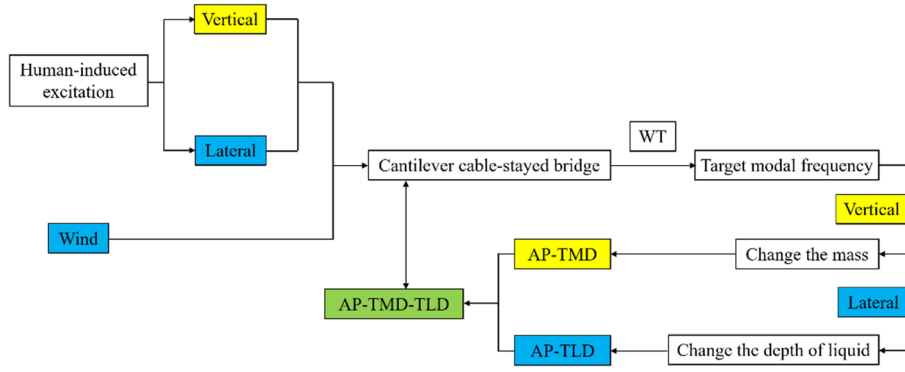 Vertical
Human-induced
excitation
Lateral
WT
Cantilever cable-stayed bridge
Target modal frequency
Vertical
Wind
AP-TMD
Change the mass
AP-TMD-TLD
Lateral
AP-TLD
Change the depth of liquid